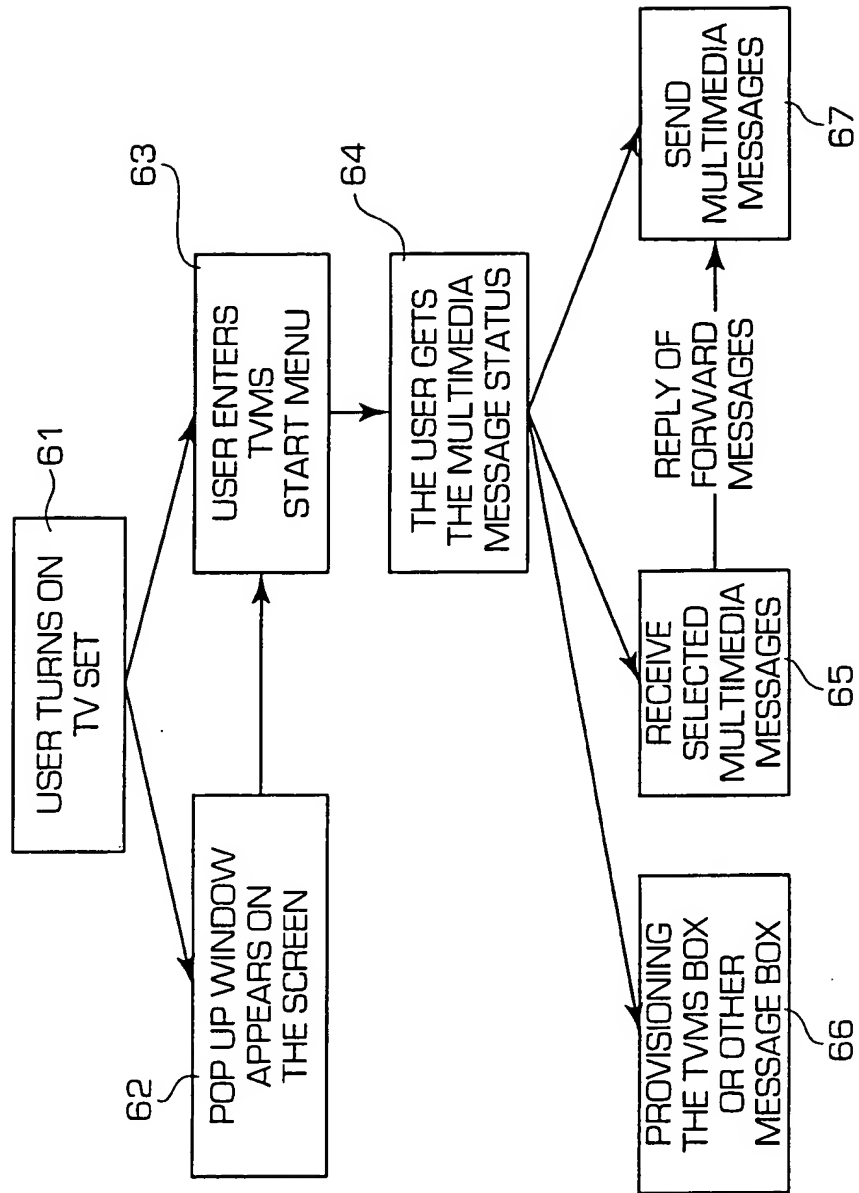 61
USER TURNS ON
TV SET
62
POP UP WINDOW
APPEARS ON
THE SCREEN
63
USER ENTERS
TVMS
START MENU
64
THE USER GETS
THE MULTIMEDIA
MESSAGE STATUS
PROVISIONING
THE TVMS BOX
OR OTHER
MESSAGE BOX
66
RECEIVE
SELECTED
MULTIMEDIA
MESSAGES
65
REPLY OF
FORWARD
MESSAGES
SEND
MULTIMEDIA
MESSAGES
67